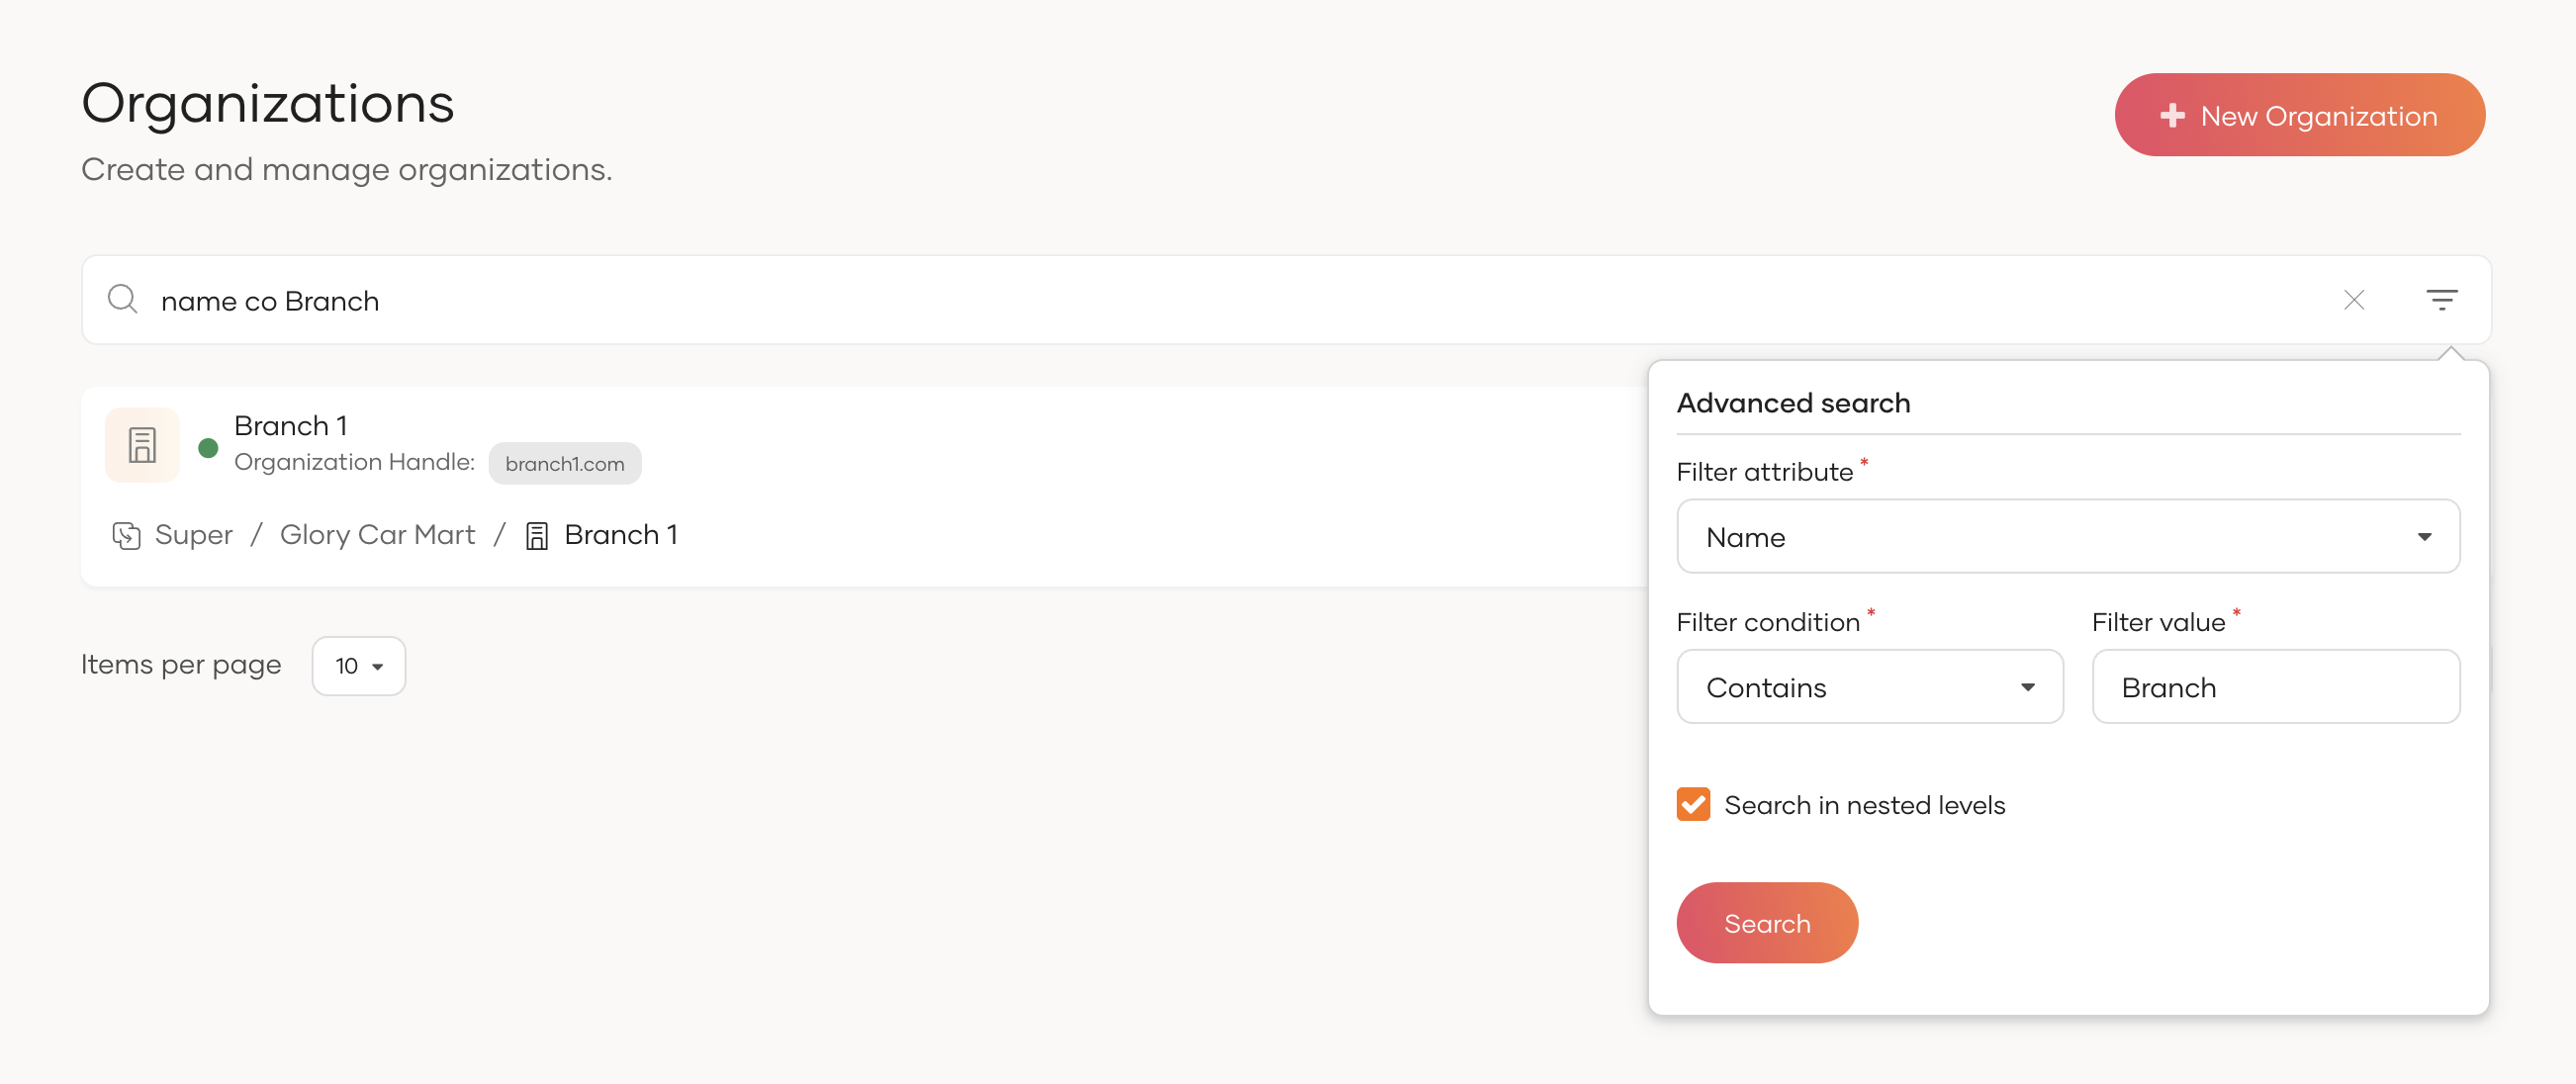 Organizations
Create and manage organizations.
New Organization
name co Branch
Branch 1
Organization Handle: branch1.com
Super / Glory Car Mart / Branch 1
Items per page 10
Advanced search
Filter attribute *
Name
Filter condition * Filter value *
Contains Branch
Search in nested levels
Search